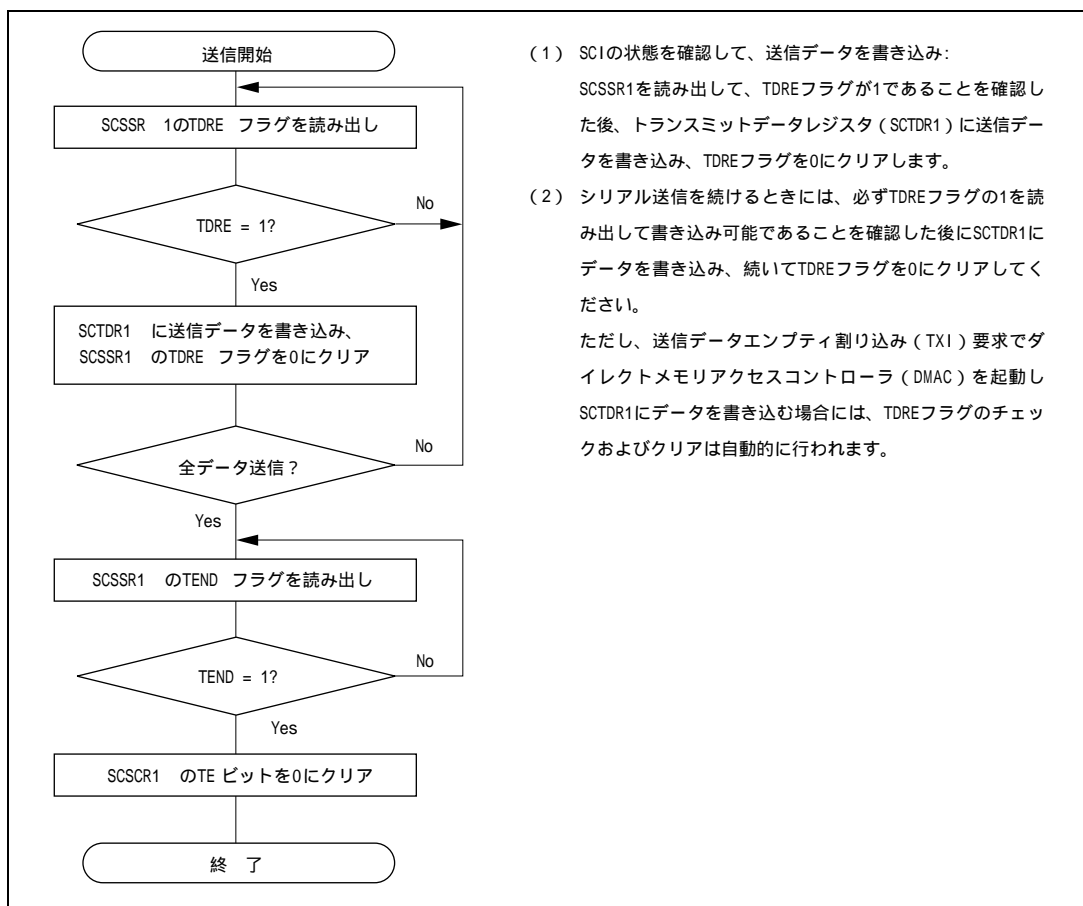 送信開始
SCSSR 1のTDRE フラグを読み出し
TDRE = 1?
No
Yes
SCTDR1 に送信データを書き込み、
SCSSR1 のTDRE フラグを0にクリア
全データ送信？
No
Yes
SCSSR1 のTEND フラグを読み出し
TEND = 1?
No
Yes
SCSCR1 のTE ビットを0にクリア
終 了
（1） SCIの状態を確認して、送信データを書き込み:
SCSSR1を読み出して、TDREフラグが1であることを確認し
た後、トランスミットデータレジスタ（SCTDR1）に送信デー
タを書き込み、TDREフラグを0にクリアします。
（2） シリアル送信を続けるときには、必ずTDREフラグの1を読
み出して書き込み可能であることを確認した後にSCTDR1に
データを書き込み、続いてTDREフラグを0にクリアしてく
ださい。
ただし、送信データエンプティ割り込み（TXI）要求でダ
イレクトメモリアクセスコントローラ（DMAC）を起動し
SCTDR1にデータを書き込む場合には、TDREフラグのチェッ
クおよびクリアは自動的に行われます。